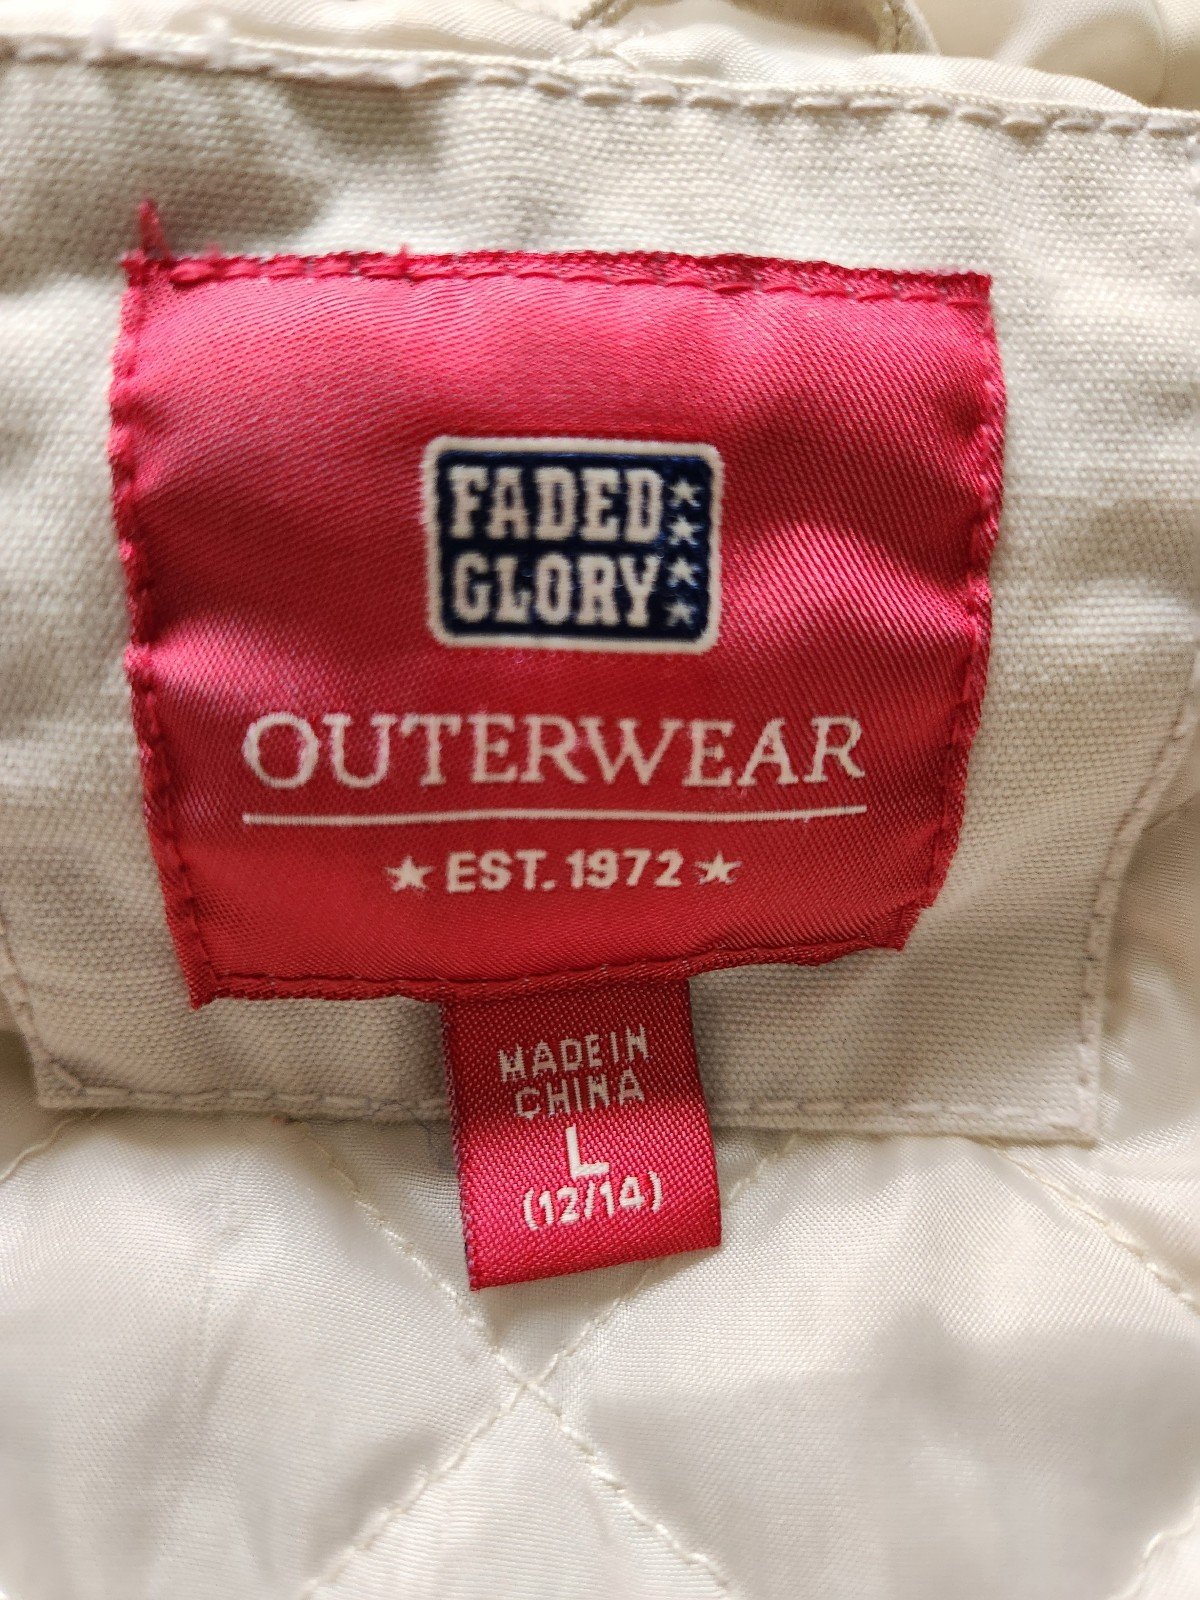 FADED
GLORY
OUTERWEAR
★ EST. 1972 ★
MADE IN
CHINA
L
(12/14)